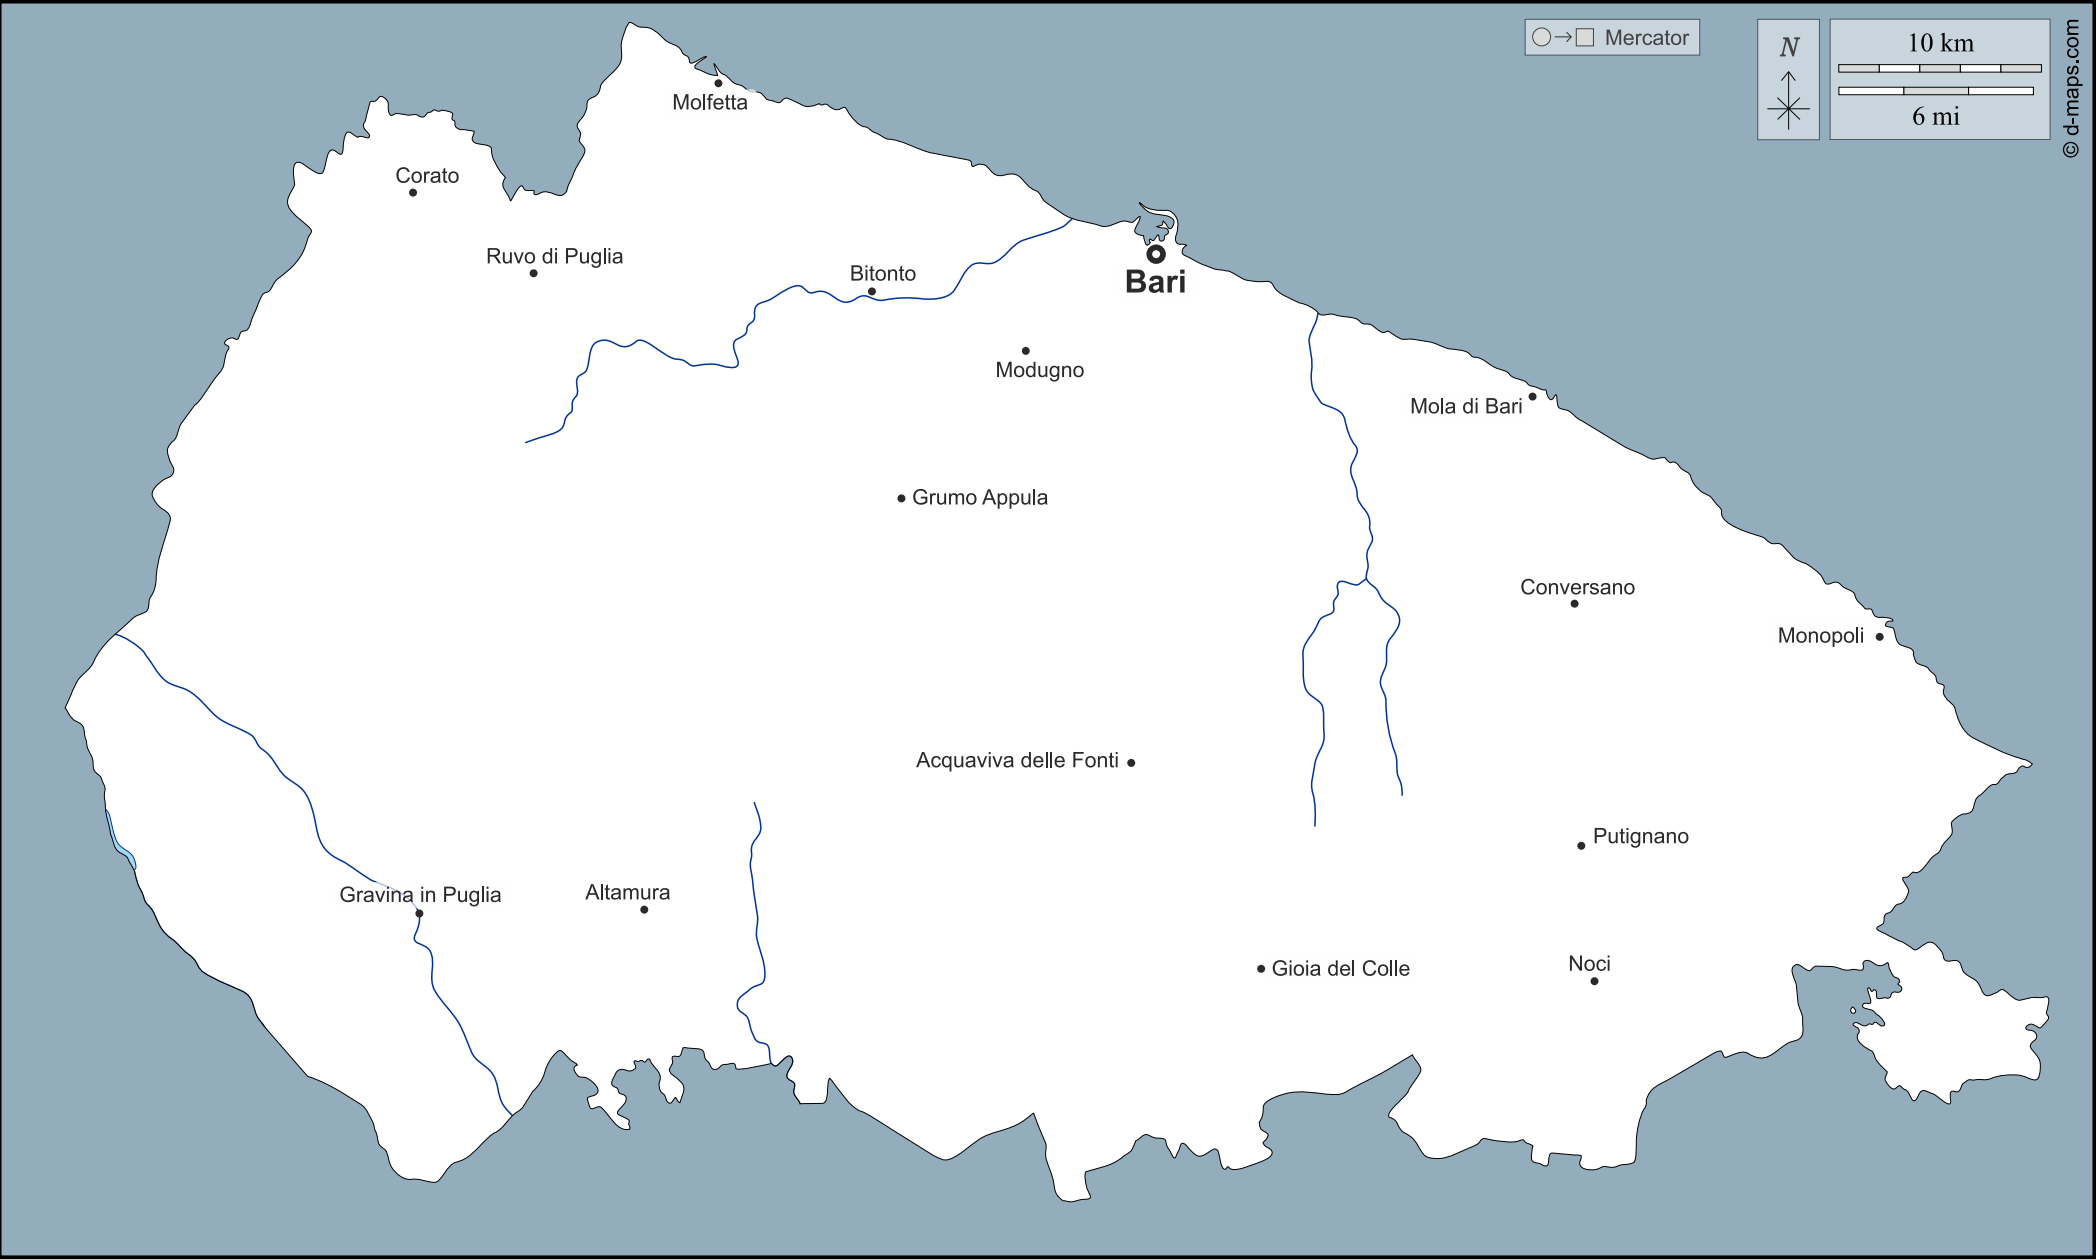 Mercator
N
10 km
6 mi
© d-maps.com
Molfetta
Corato
Ruvo di Puglia
Bitonto
Bari
Modugno
Mola di Bari
Grumo Appula
Conversano
Monopoli
Acquaviva delle Fonti
Putignano
Gravina in Puglia
Altamura
Gioia del Colle
Noci